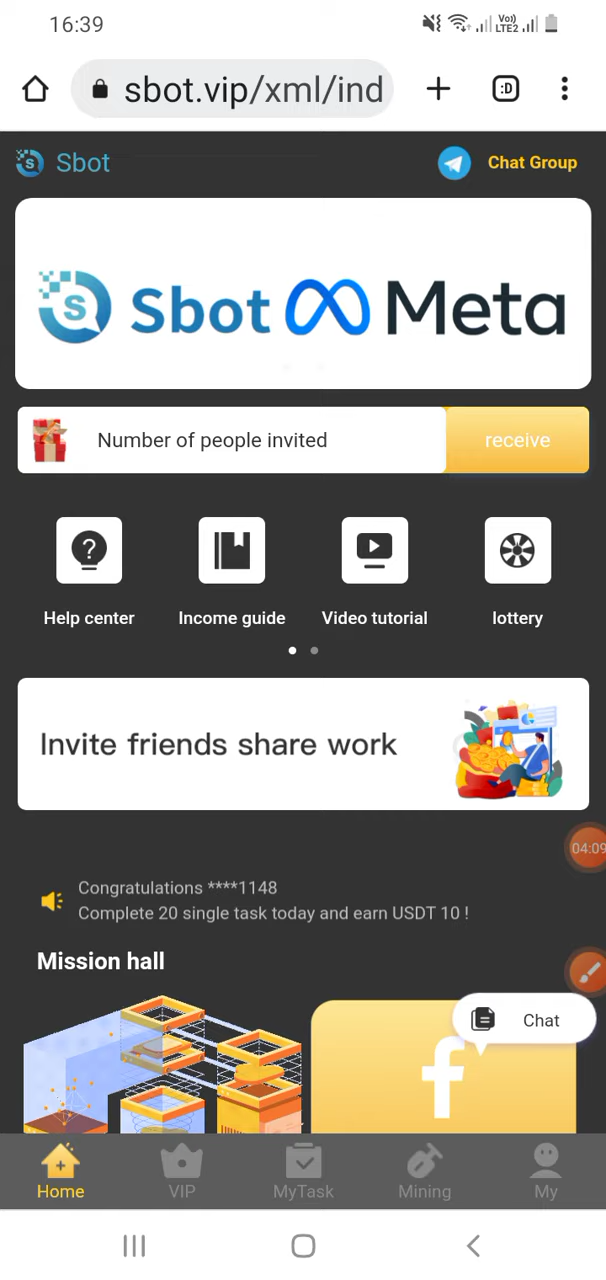 16:39
Vo))
LTE2
sbot.vip/xml/ind
:D
S Sbot
Chat Group
S Sbot Meta
Number of people invited
receive
?
Help center
Income guide
Video tutorial
lottery
Invite friends share work
04:09
Congratulations ****1148
Complete 20 single task today and earn USDT 10 !
Mission hall
Chat
f
Home
VIP
MyTask
Mining
My